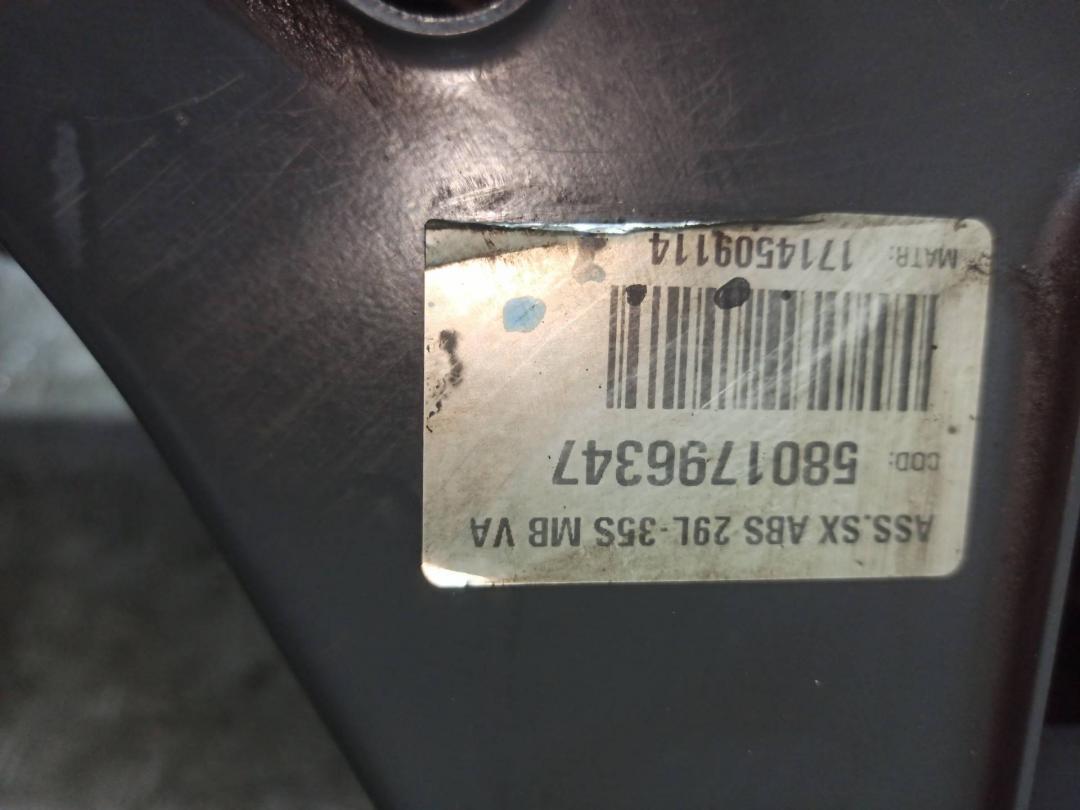 ASS.SX ABS 29L-35S MB VA
COD: 5801796347
MATR: 1714509114